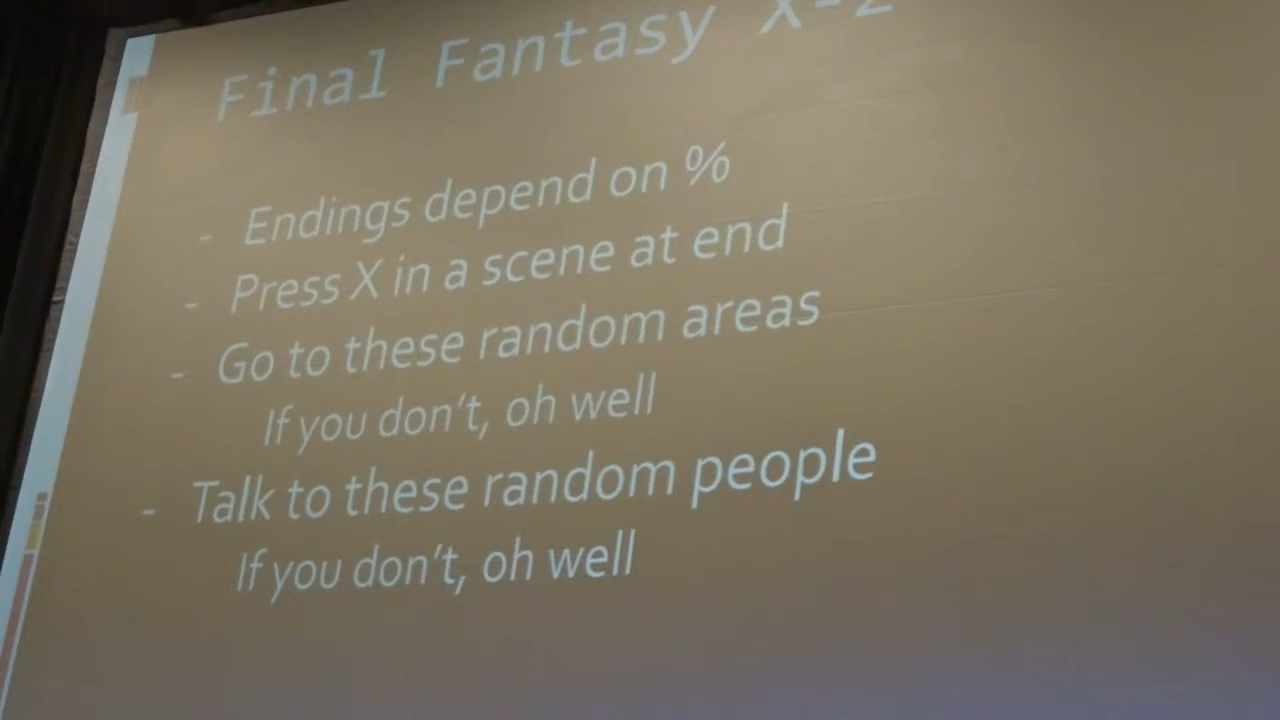 Final Fantasy X-2
- Endings depend on %
- Press X in a scene at end
- Go to these random areas
If you don't, oh well
- Talk to these random people
If you don't, oh well